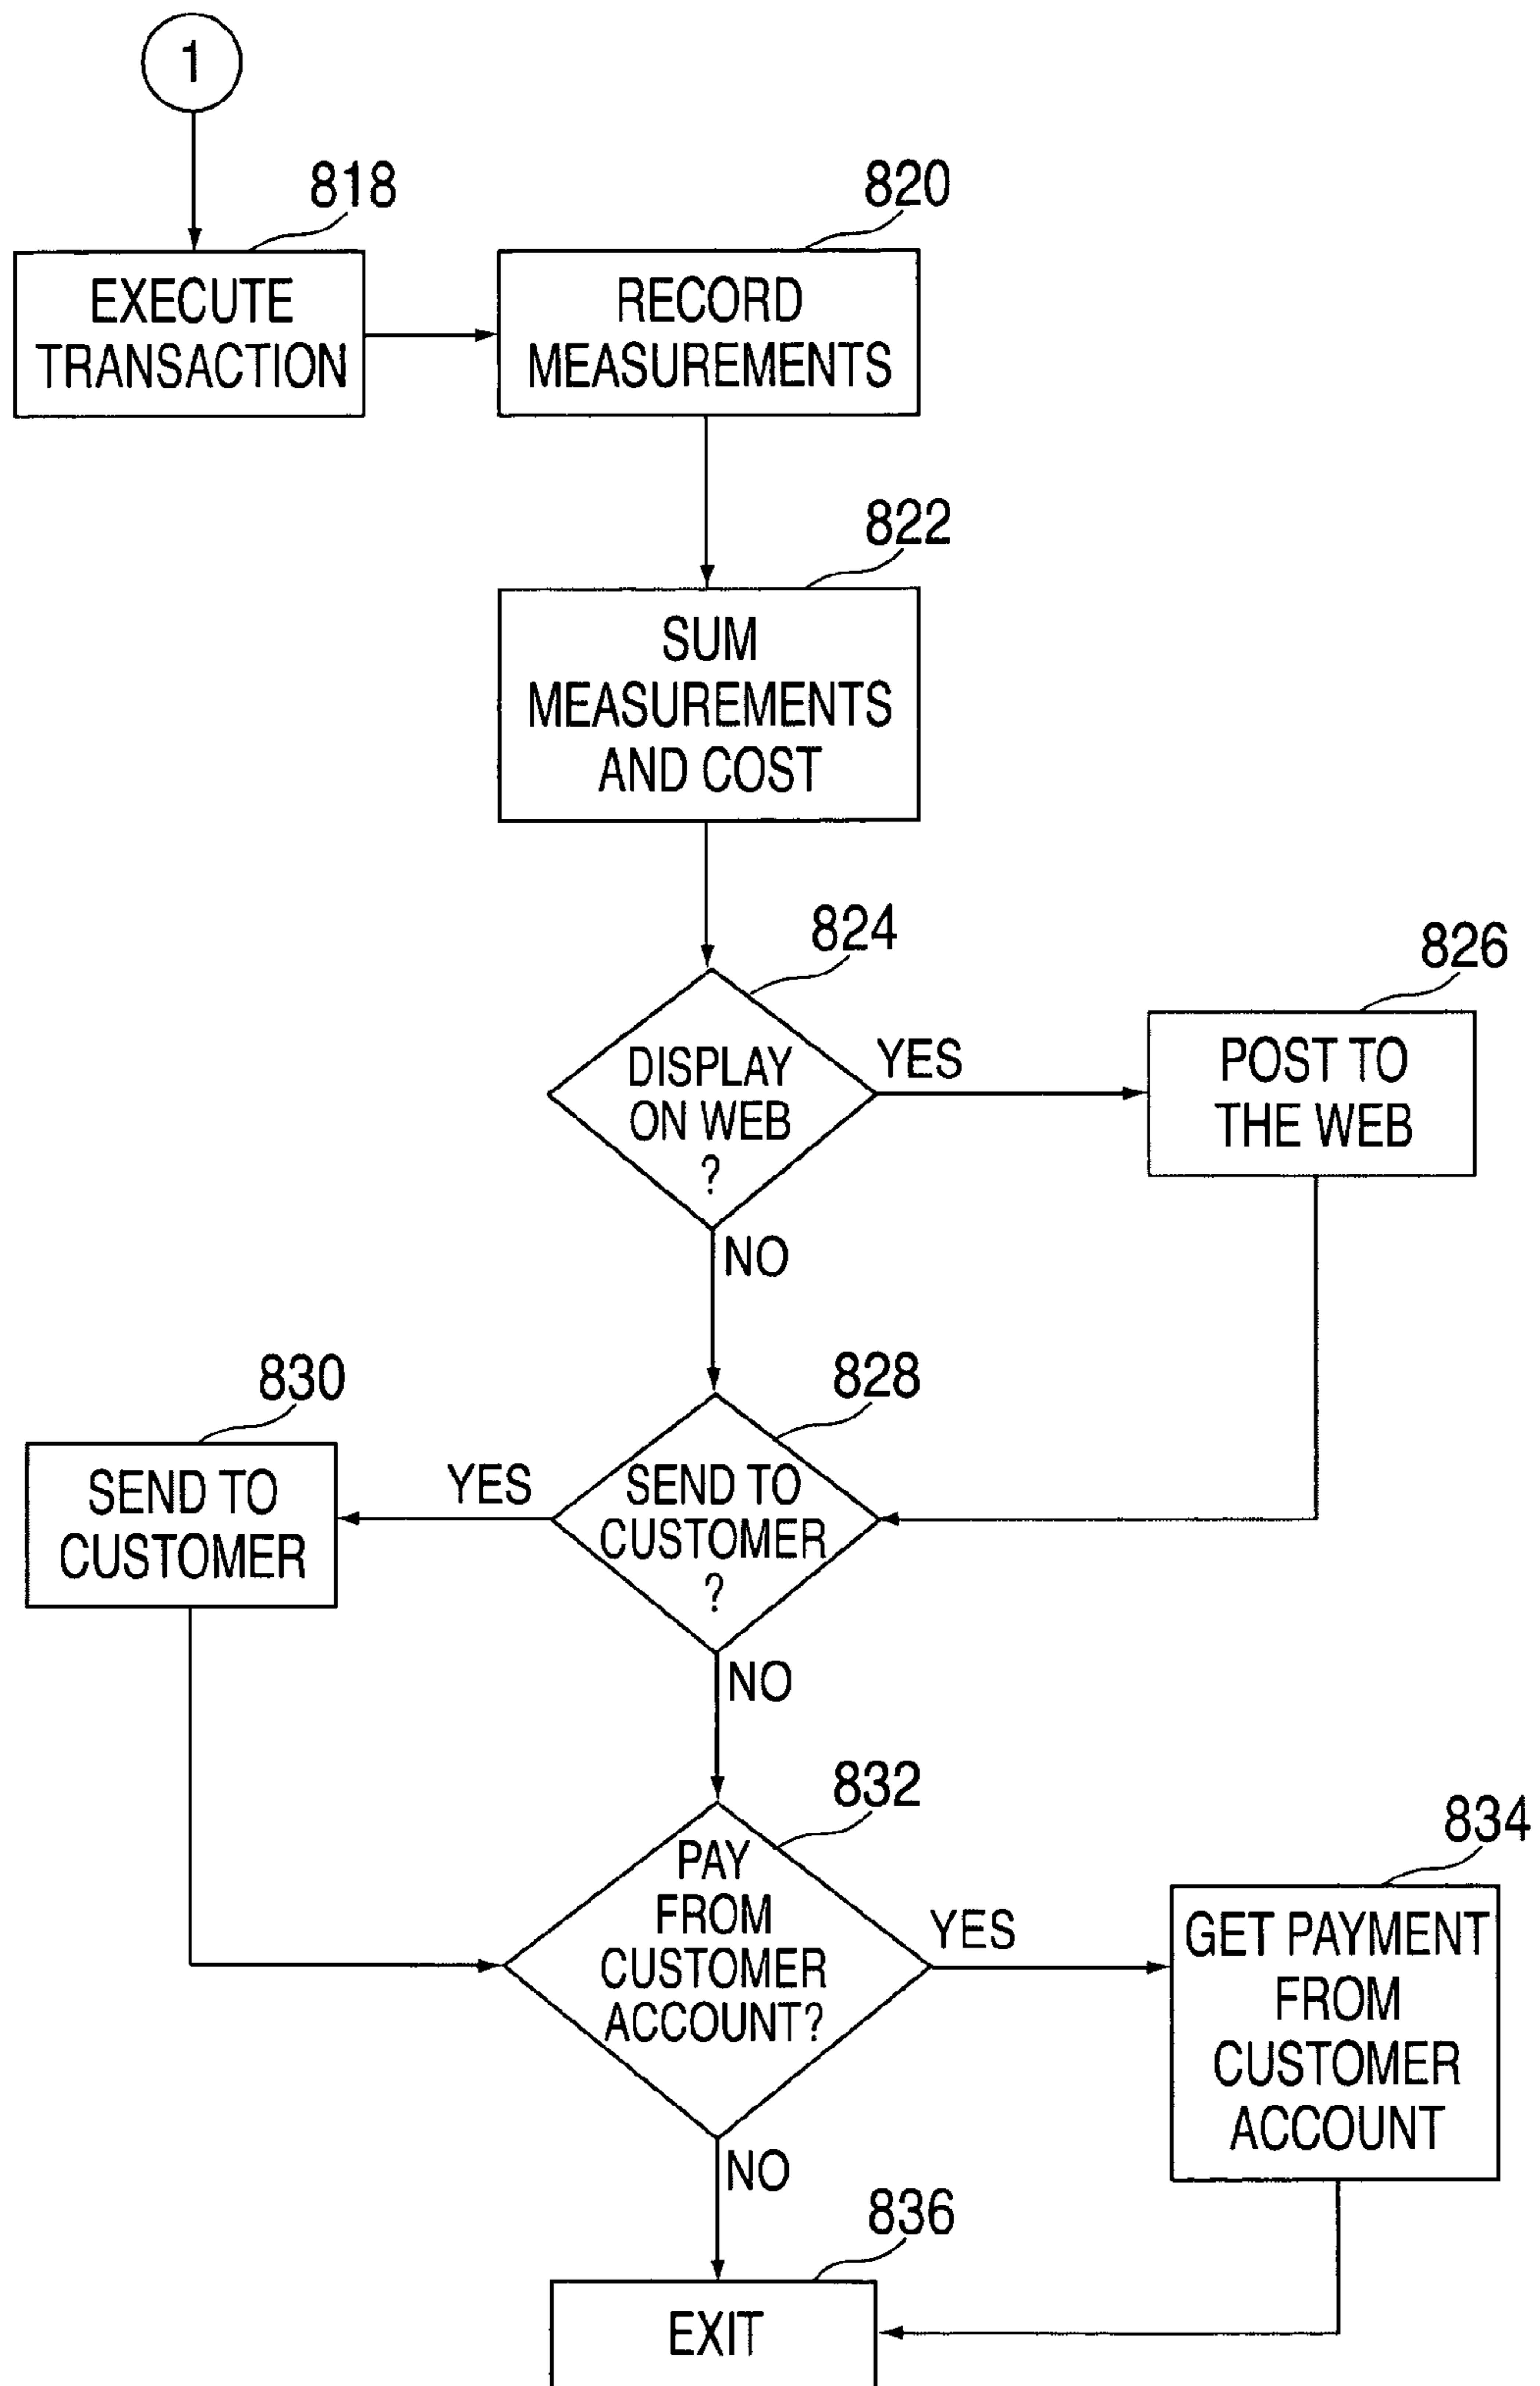 1
818
EXECUTE
TRANSACTION
820
RECORD
MEASUREMENTS
822
SUM
MEASUREMENTS
AND COST
824
DISPLAY
ON WEB
?
YES
NO
826
POST TO
THE WEB
828
SEND TO
CUSTOMER
?
YES
NO
830
SEND TO
CUSTOMER
832
PAY
FROM
CUSTOMER
ACCOUNT?
YES
NO
834
GET PAYMENT
FROM
CUSTOMER
ACCOUNT
836
EXIT